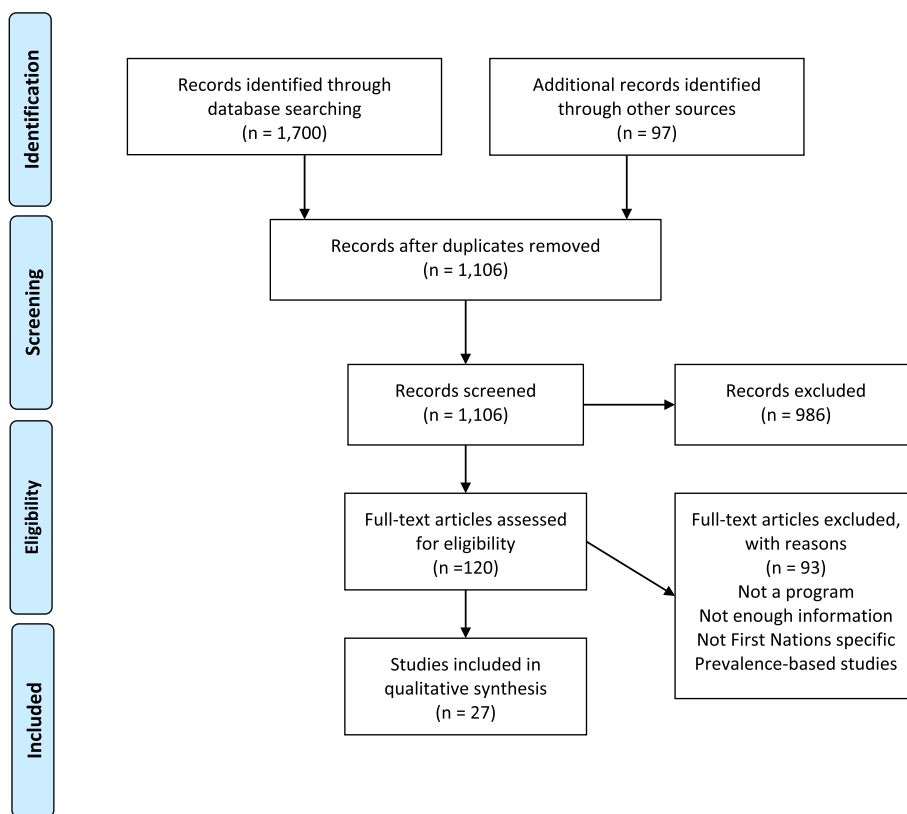 Identification
Records identified through
database searching
(n = 1,700)
Additional records identified
through other sources
(n = 97)
Screening
Records after duplicates removed
(n = 1,106)
Records screened
(n = 1,106)
Records excluded
(n = 986)
Eligibility
Full-text articles assessed
for eligibility
(n =120)
Full-text articles excluded,
with reasons
(n = 93)
Not a program
Not enough information
Not First Nations specific
Prevalence-based studies
Included
Studies included in
qualitative synthesis
(n = 27)